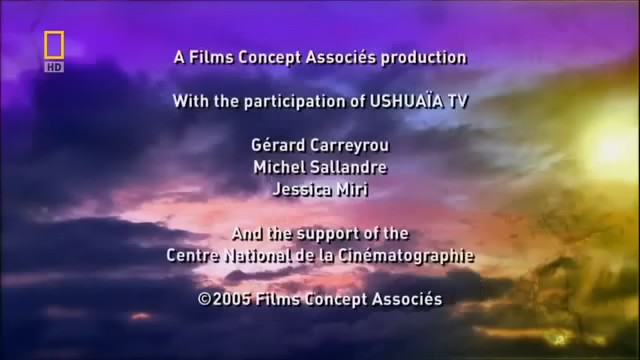 HD
A Films Concept Associés production
With the participation of USHUAÏA TV
Gérard Carreyrou
Michel Sallandre
Jessica Miri
And the support of the
Centre National de la Cinématographie
©2005 Films Concept Associés